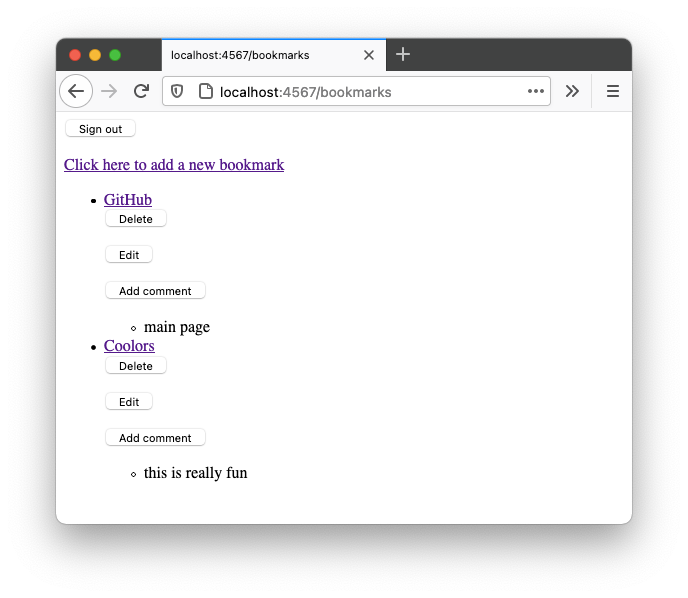 localhost:4567/bookmarks
localhost:4567/bookmarks
Sign out
Click here to add a new bookmark
GitHub
Delete
Edit
Add comment
main page
Coolors
Delete
Edit
Add comment
this is really fun